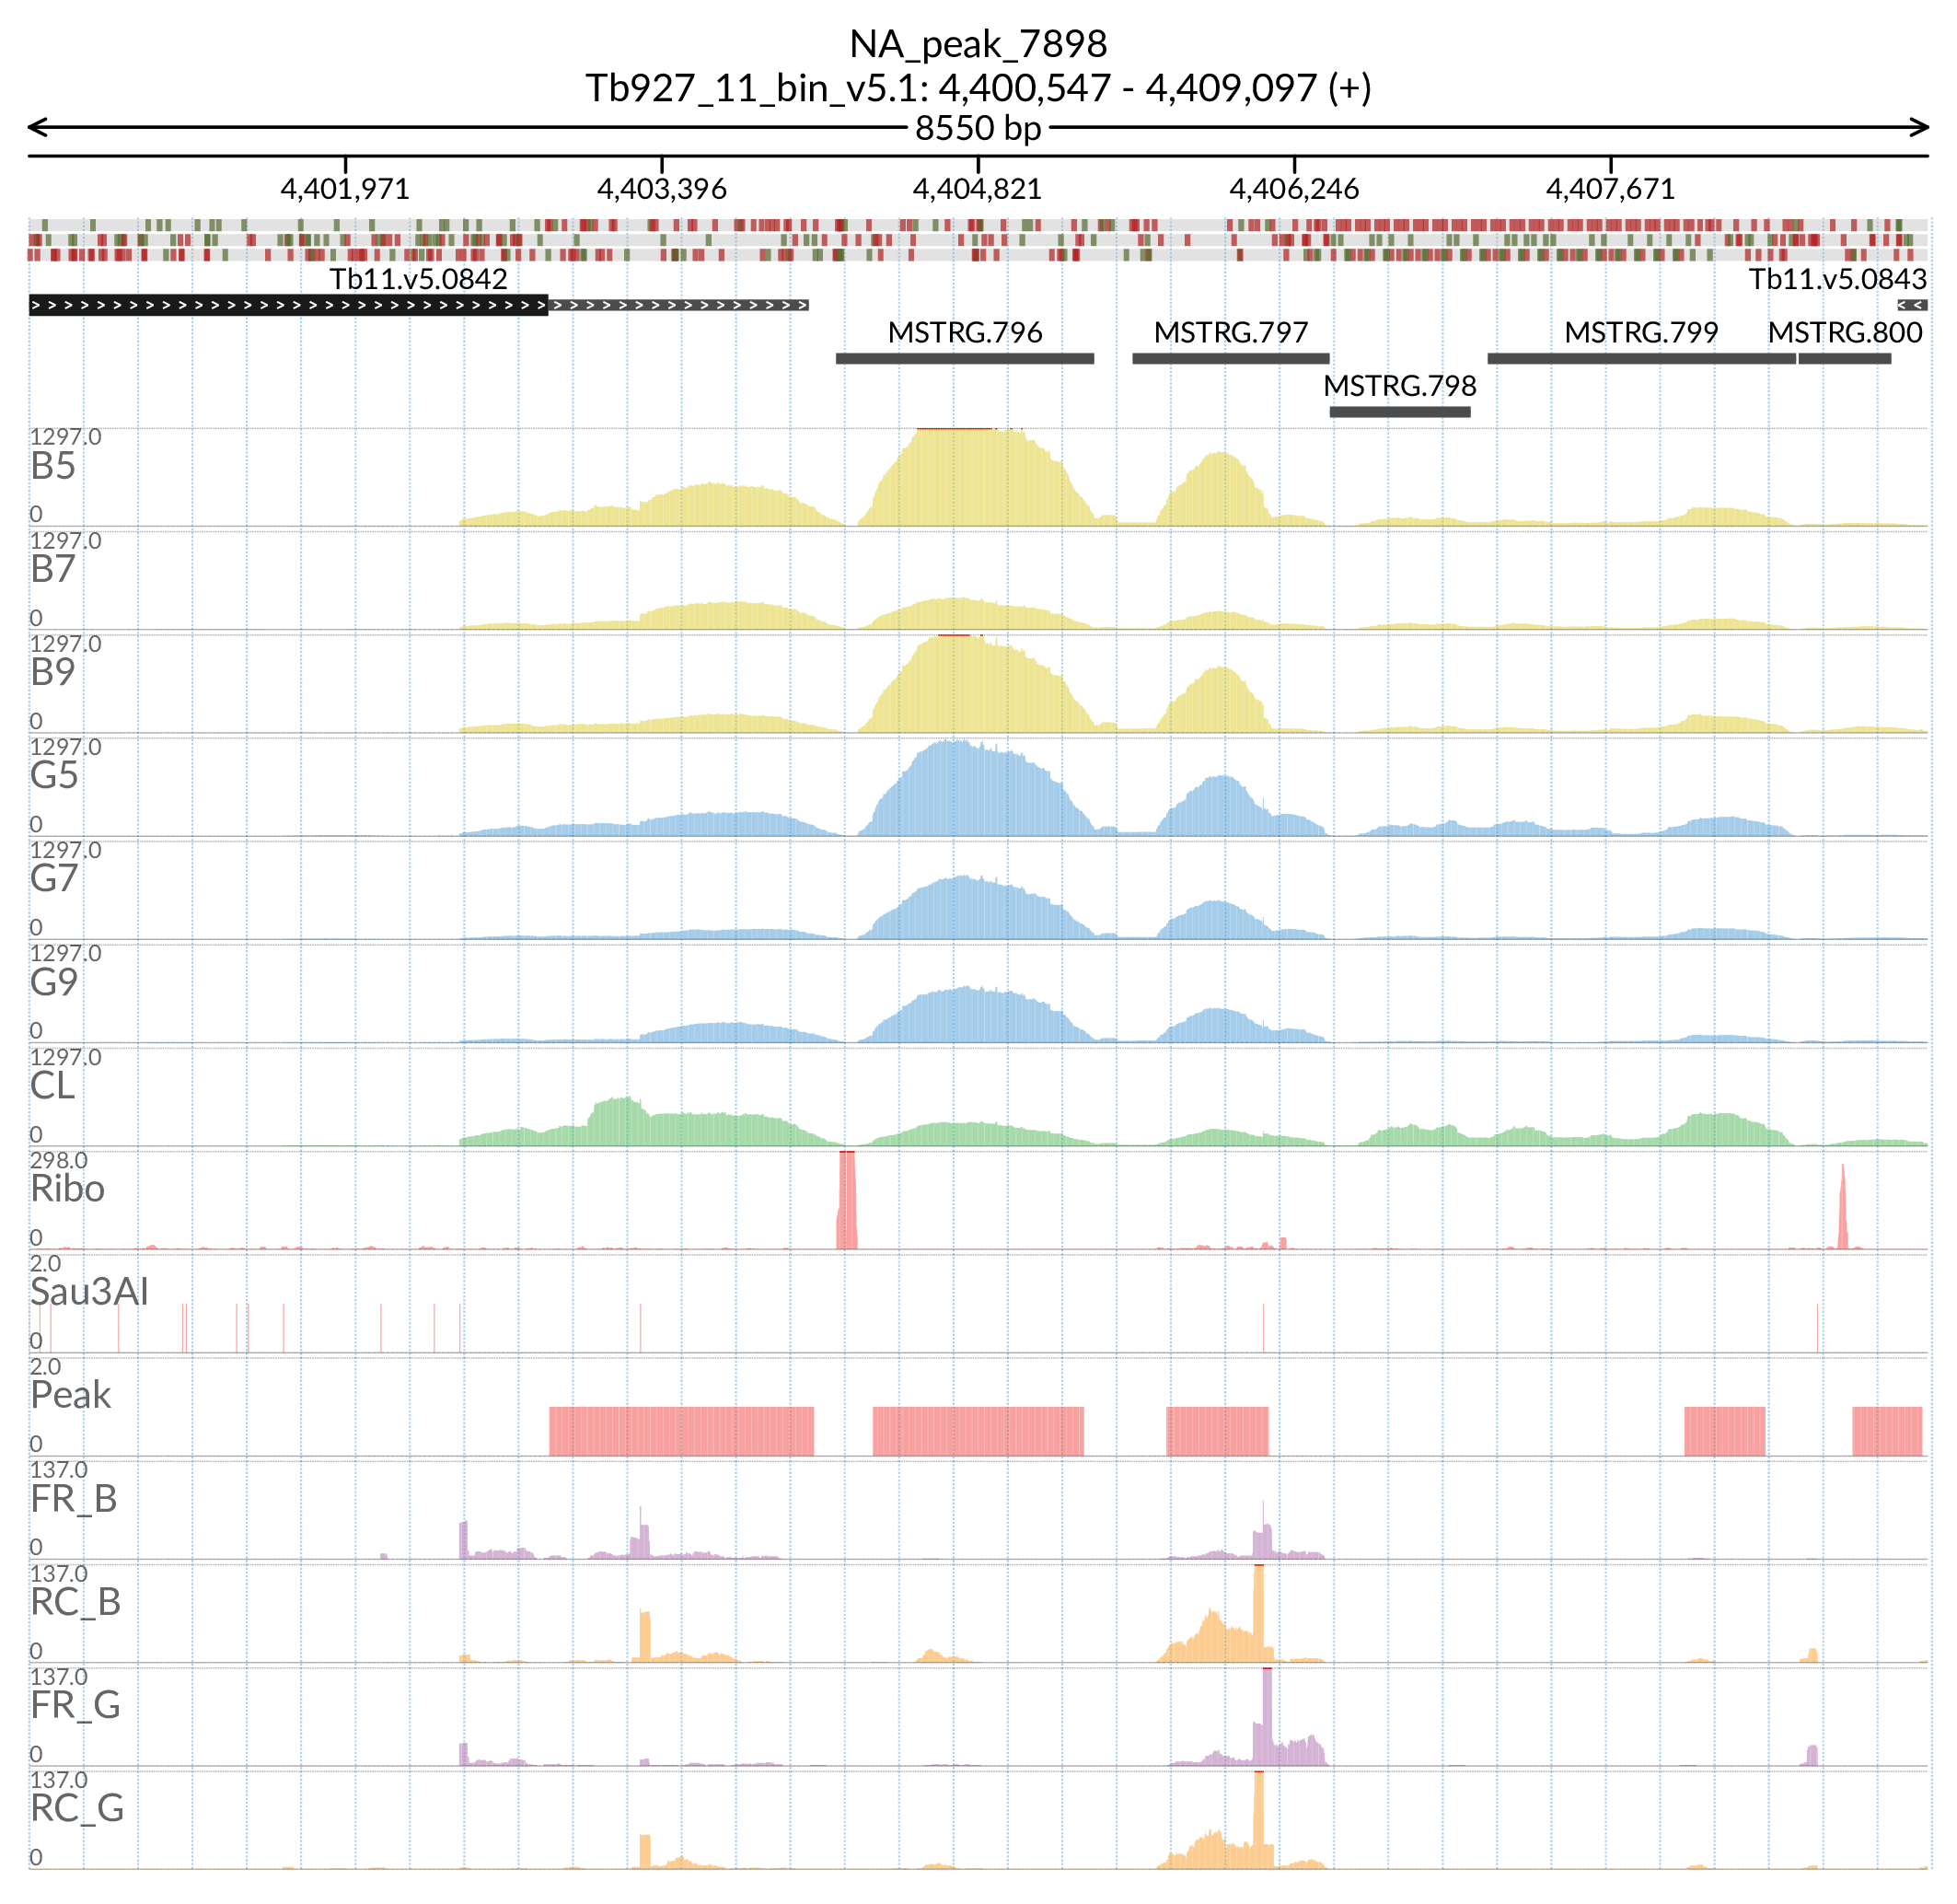 NA_peak_7898
Tb927_11_bin_v5.1: 4,400,547 - 4,409,097 (+)
8550 bp
4,401,971 4,403,396 4,404,821 4,406,246 4,407,671
Tb11.v5.0842 Tb11.v5.0843
MSTRG.796 MSTRG.797 MSTRG.799 MSTRG.800
MSTRG.798
1297.0
B5
0
1297.0
B7
0
1297.0
B9
0
1297.0
G5
0
1297.0
G7
0
1297.0
G9
0
1297.0
CL
0
298.0
Ribo
0
2.0
Sau3AI
0
2.0
Peak
0
137.0
FR_B
0
137.0
RC_B
0
137.0
FR_G
0
137.0
RC_G
0